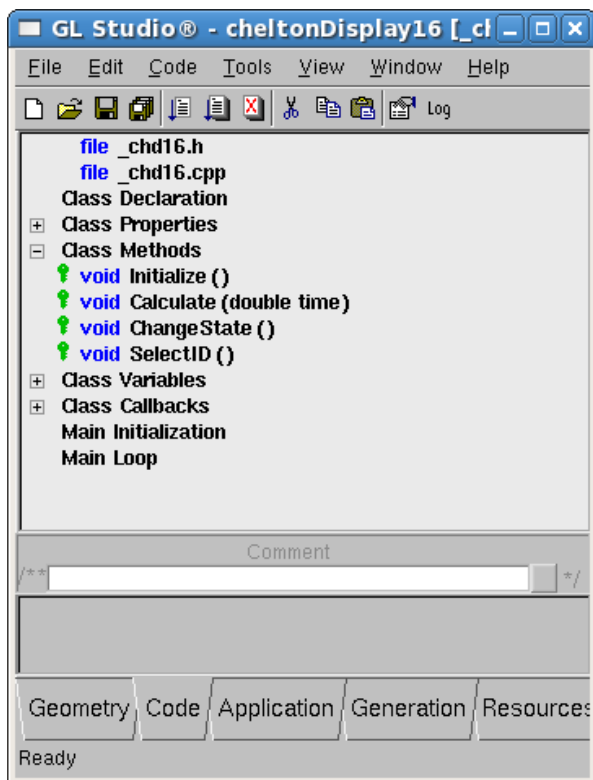 GL Studio® - cheltonDisplay16 [_cl
File Edit Code Tools View Window Help
Log
file _chd16.h
file _chd16.cpp
Class Declaration
Class Properties
Class Methods
void Initialize ()
void Calculate (double time)
void ChangeState ()
void SelectID ()
Class Variables
Class Callbacks
Main Initialization
Main Loop
Comment
/** */
Geometry Code Application Generation Resources
Ready